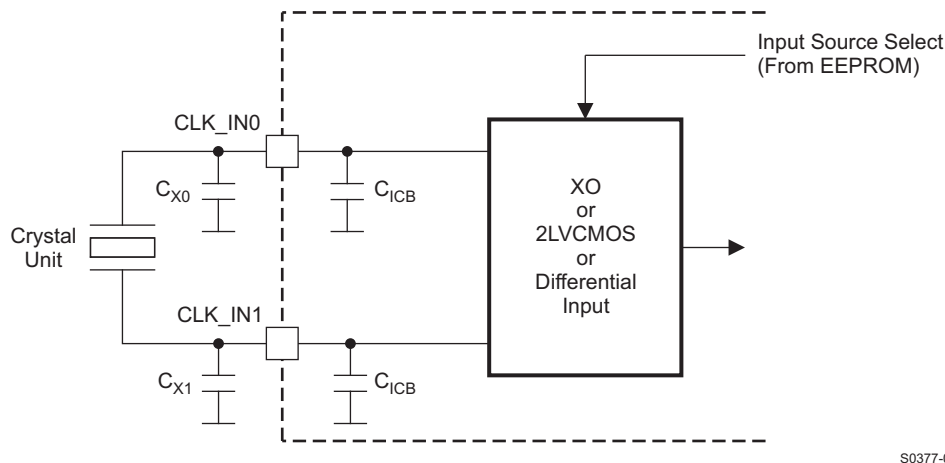 Input Source Select
(From EEPROM)
CLK_IN0
C_X0
C_ICB
Crystal
Unit
XO
or
2LVCMOS
or
Differential
Input
CLK_IN1
C_X1
C_ICB